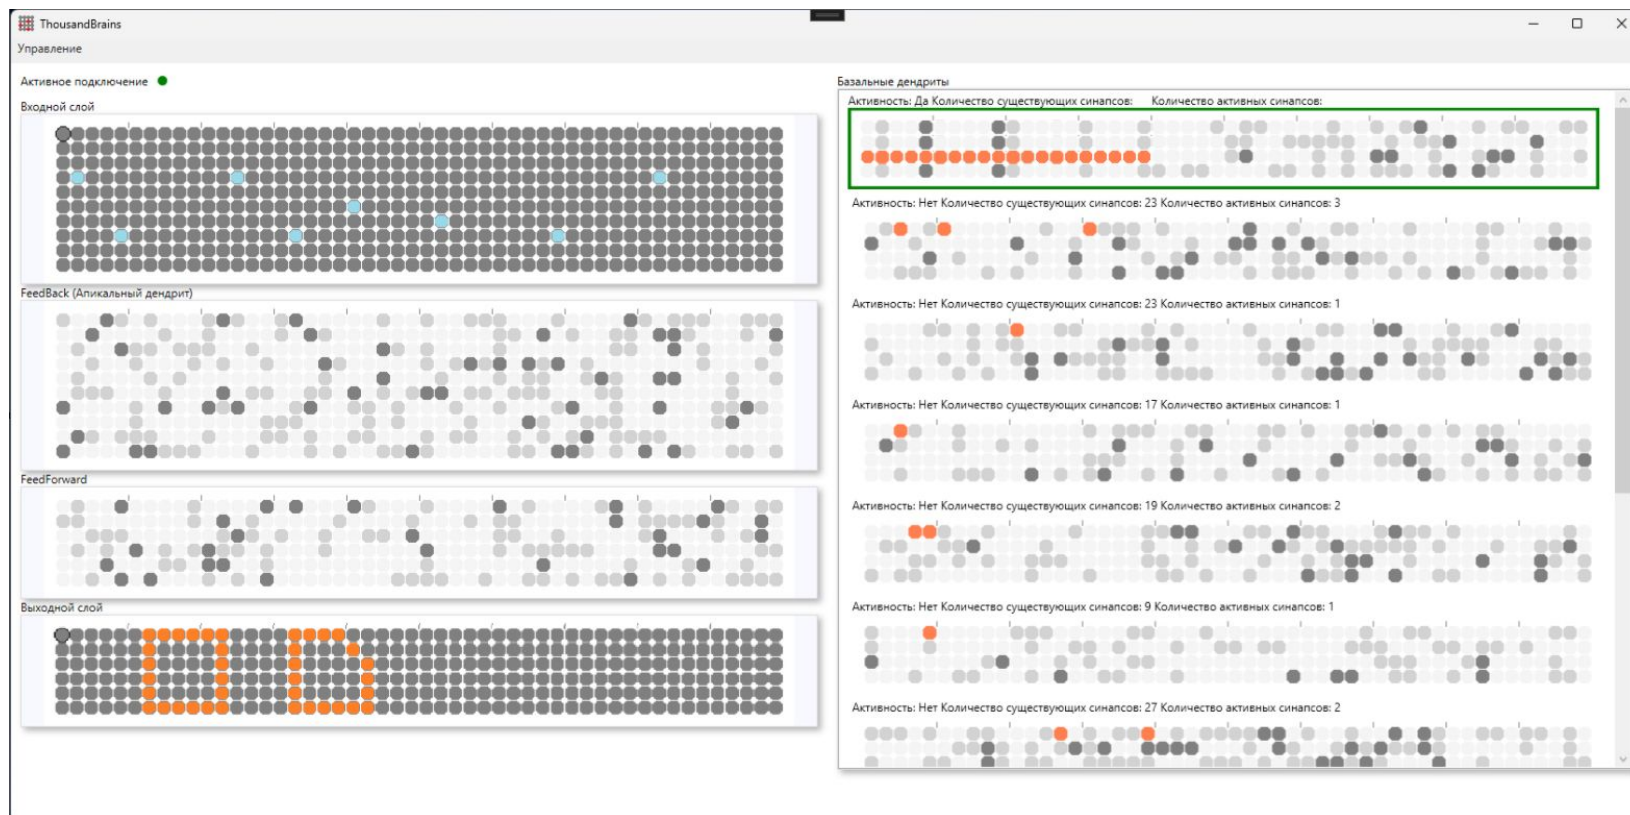 ThousandBrains
Управление
Активное подключение
Входной слой
FeedBack (Апикальный дендрит)
FeedForward
Выходной слой
Базальные дендриты
Активность: Да Количество существующих синапсов: Количество активных синапсов:
Активность: Нет Количество существующих синапсов: 23 Количество активных синапсов: 3
Активность: Нет Количество существующих синапсов: 23 Количество активных синапсов: 1
Активность: Нет Количество существующих синапсов: 17 Количество активных синапсов: 1
Активность: Нет Количество существующих синапсов: 19 Количество активных синапсов: 2
Активность: Нет Количество существующих синапсов: 9 Количество активных синапсов: 1
Активность: Нет Количество существующих синапсов: 27 Количество активных синапсов: 2